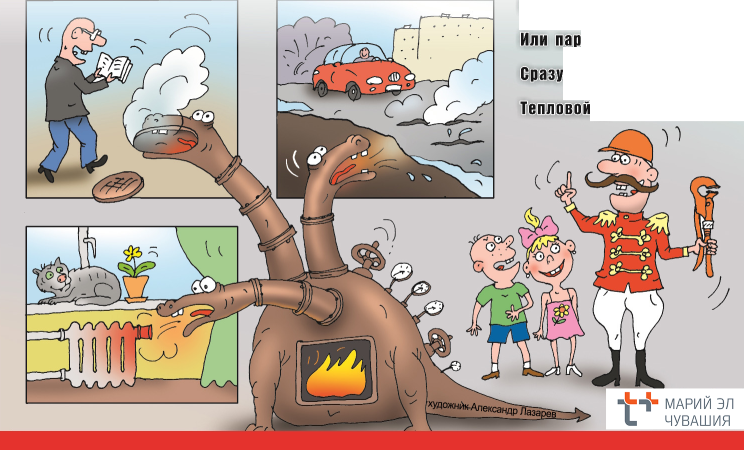 Или пар
Сразу
Тепловой
художник Александр Лазарев
МАРИЙ ЭЛ
ЧУВАШИЯ